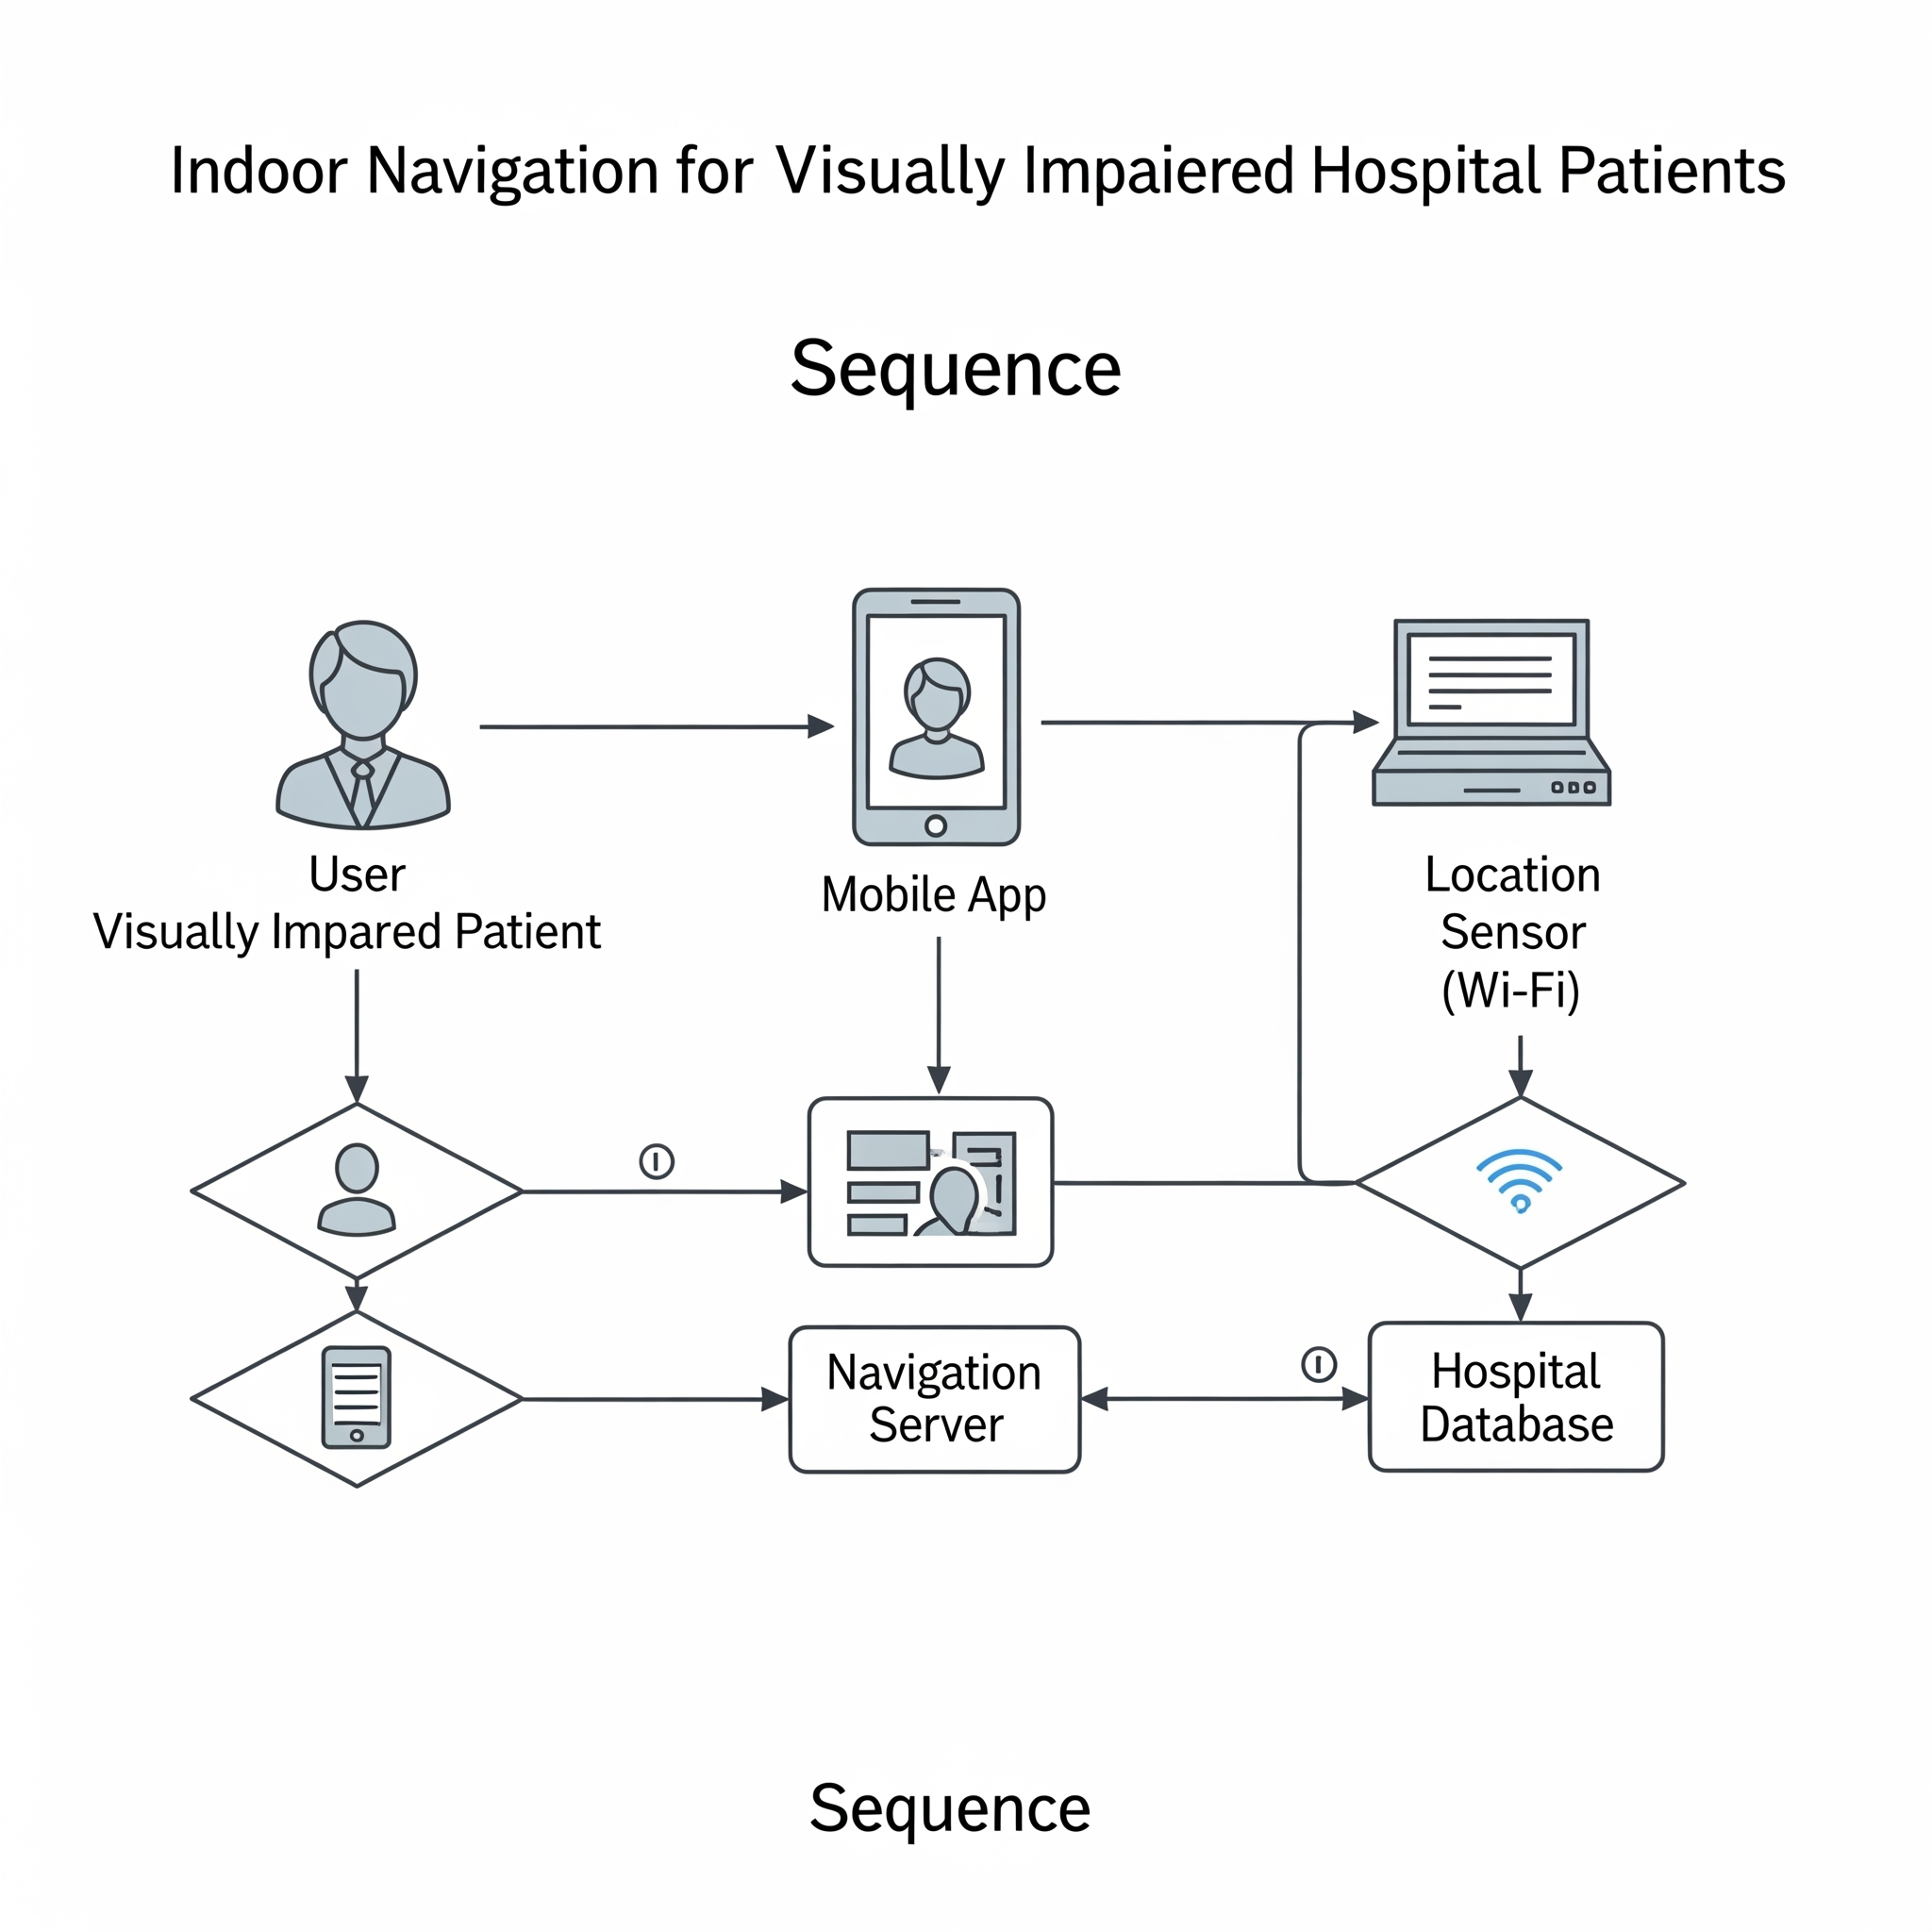 Indoor Navigation for Visually Impaiered Hospital Patients
Sequence
User
Visually Impared Patient
Mobile App
Location
Sensor
(Wi-Fi)
Navigation
Server
Hospital
Database
Sequence